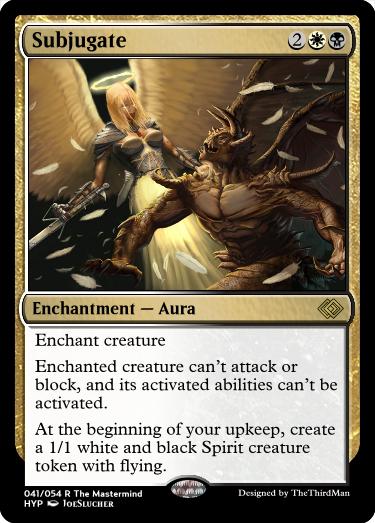 Subjugate 2
Enchantment — Aura
Enchant creature
Enchanted creature can't attack or
block, and its activated abilities can't be
activated.
At the beginning of your upkeep, create
a 1/1 white and black Spirit creature
token with flying.
041/054 R The Mastermind
HYP JoeSlucher
Designed by TheThirdMan